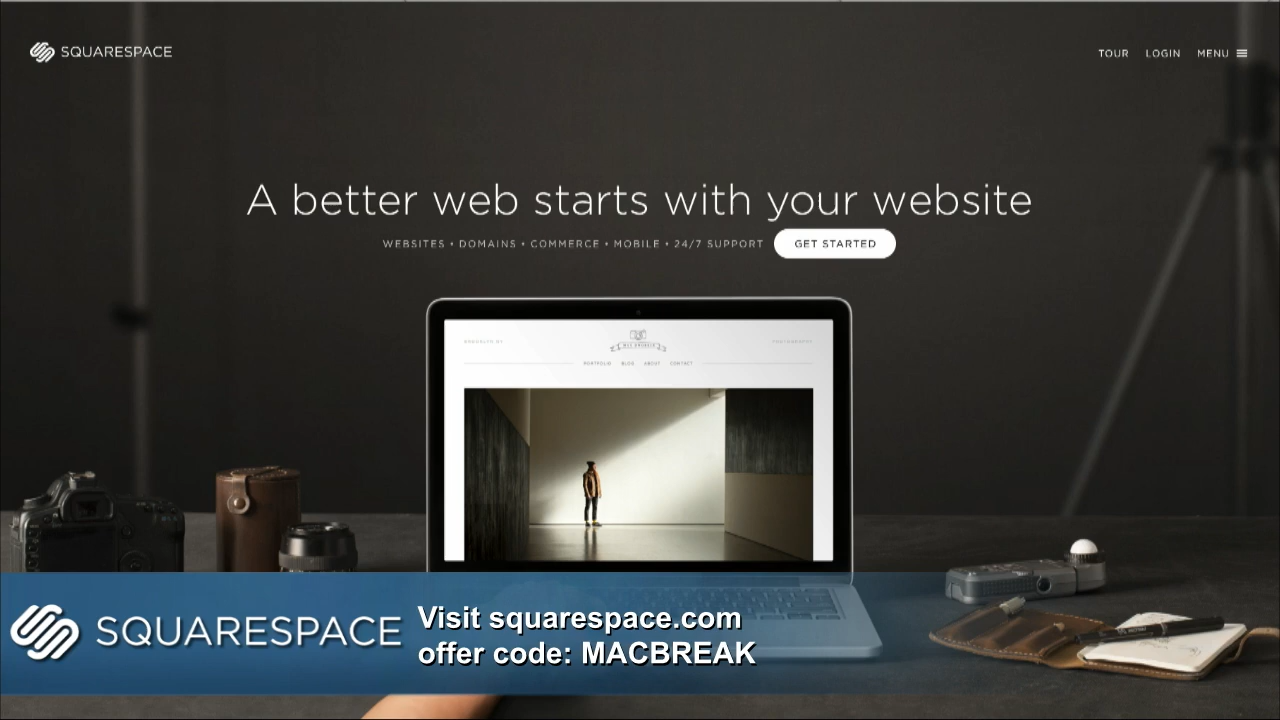 SQUARESPACE
TOUR LOGIN MENU
A better web starts with your website
WEBSITES • DOMAINS • COMMERCE • MOBILE • 24/7 SUPPORT GET STARTED
PORTFOLIO BLOG ABOUT CONTACT
SQUARESPACE
Visit squarespace.com
offer code: MACBREAK